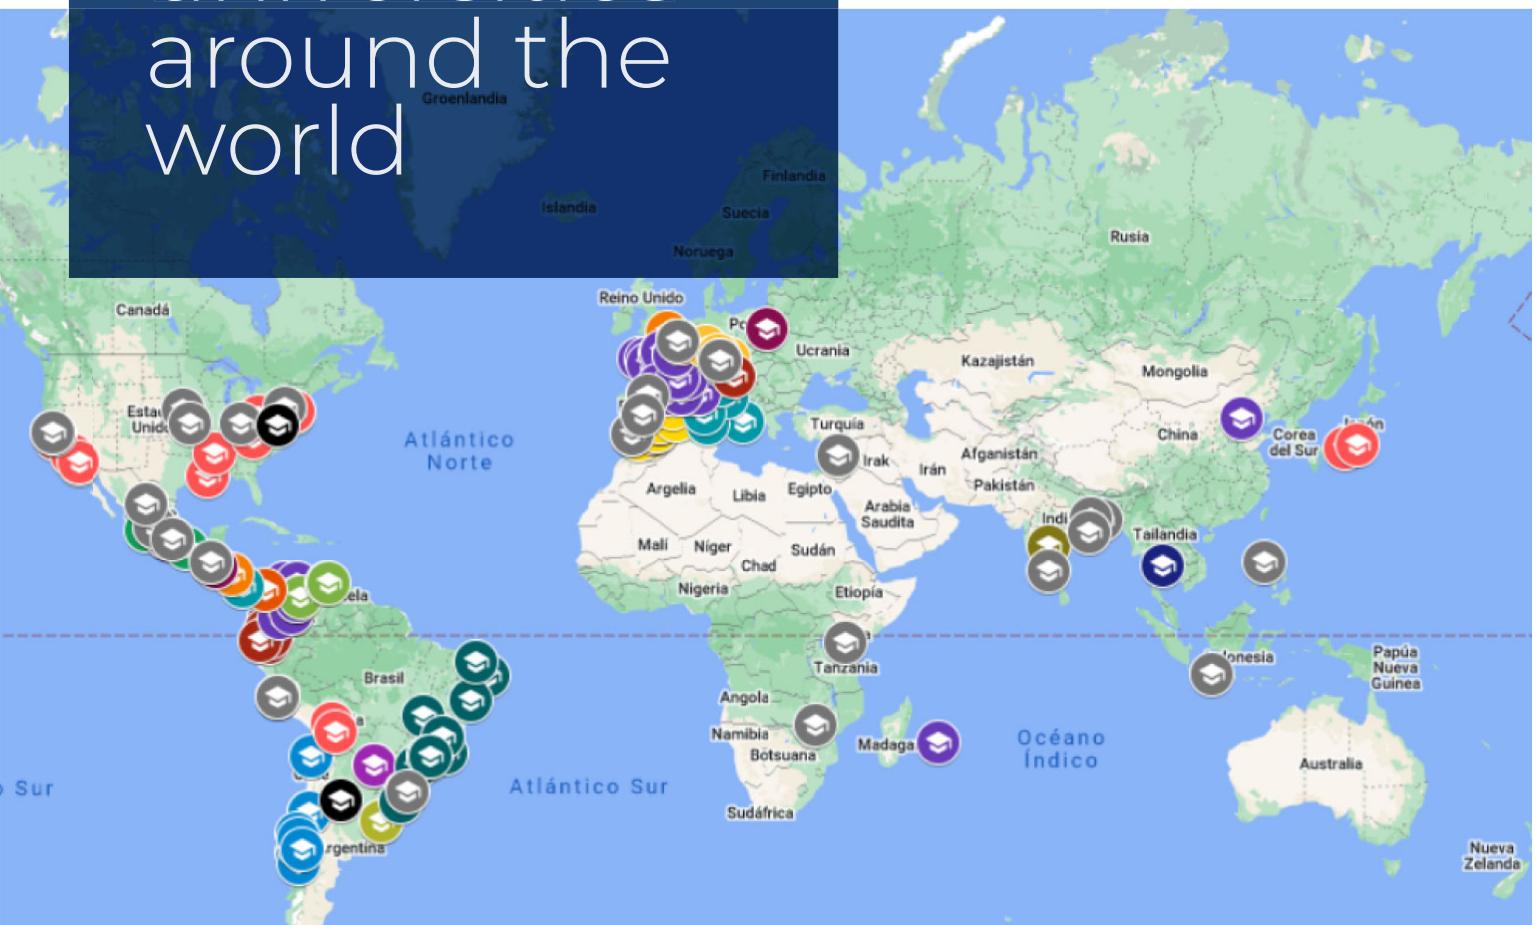 around the
world
Groenlandia
Finlandia
Islandia
Suecia
Noruega
Rusia
Reino Unido
Canadá
Ucrania
Kazajistán
Mongolia
Atlántico
Norte
Turquía
China
Corea
del Sur
Irak
Irán
Afganistán
Pakistán
Argelia
Libia
Egipto
Arabia
Saudita
Malí
Níger
Chad
Sudán
Tailandia
Nigeria
Etiopía
Brasil
Tanzania
Papúa
Nueva
Guinea
Angola
Namibia
Botsuana
Océano
Índico
Australia
Sur
Atlántico Sur
Sudáfrica
Nueva
Zelanda